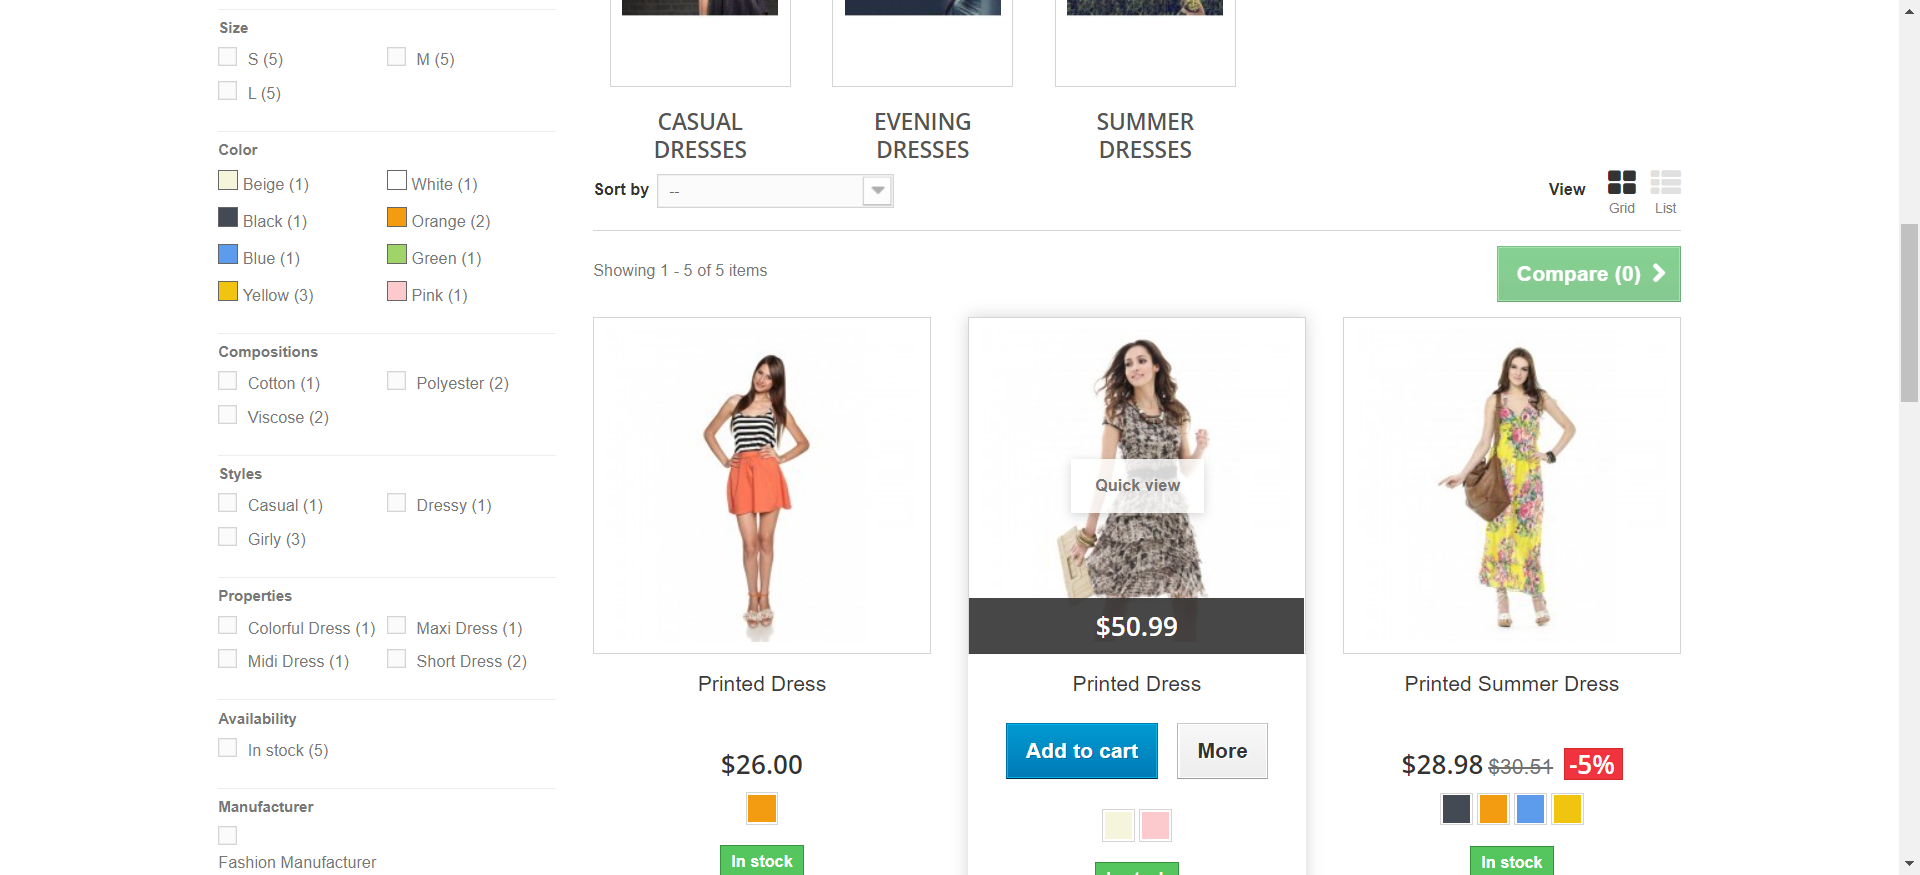 Size
S (5)
M (5)
L (5)
Color
Beige (1)
White (1)
Black (1)
Orange (2)
Blue (1)
Green (1)
Yellow (3)
Pink (1)
Compositions
Cotton (1)
Polyester (2)
Viscose (2)
Styles
Casual (1)
Dressy (1)
Girly (3)
Properties
Colorful Dress (1)
Maxi Dress (1)
Midi Dress (1)
Short Dress (2)
Availability
In stock (5)
Manufacturer
Fashion Manufacturer
CASUAL
DRESSES
EVENING
DRESSES
SUMMER
DRESSES
Sort by
--
View
Grid
List
Showing 1 - 5 of 5 items
Compare (0)
Printed Dress
$26.00
In stock
Quick view
$50.99
Printed Dress
Add to cart
More
Printed Summer Dress
$28.98 $30.51 -5%
In stock